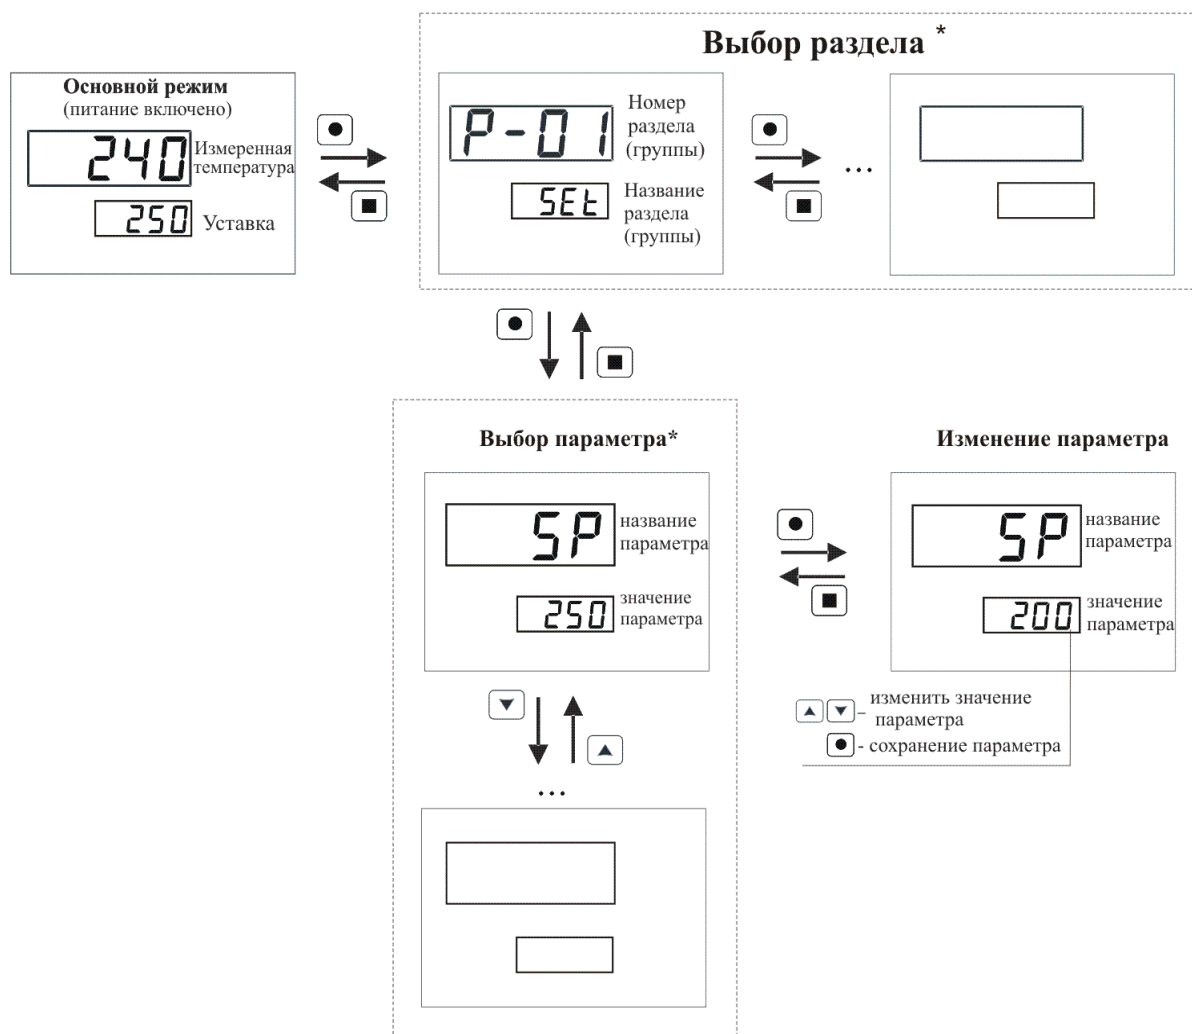 Выбор раздела *
Основной режим
(питание включено)
240
Измеренная
температура
250
Уставка
P-01
Номер
раздела
(группы)
SEt
Название
раздела
(группы)
...
Выбор параметра*
SP
название
параметра
250
значение
параметра
...
Изменение параметра
SP
название
параметра
200
значение
параметра
– изменить значение
параметра
- сохранение параметра